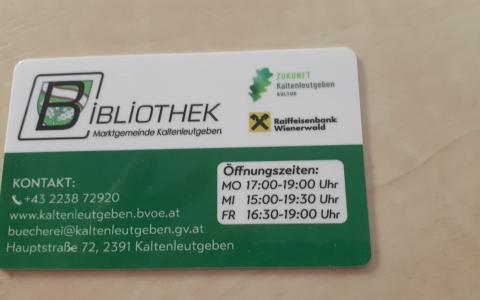 BiBLiOTHEK
Marktgemeinde Kaltenleutgeben
ZUKUNFT
Kaltenleutgeben
KULTUR
Raiffeisenbank
Wienerwald
KONTAKT:
+43 2238 72920
www.kaltenleutgeben.bvoe.at
buecherei@kaltenleutgeben.gv.at
Hauptstraße 72, 2391 Kaltenleutgeben
Öffnungszeiten:
MO 17:00-19:00 Uhr
MI 15:00-19:30 Uhr
FR 16:30-19:00 Uhr